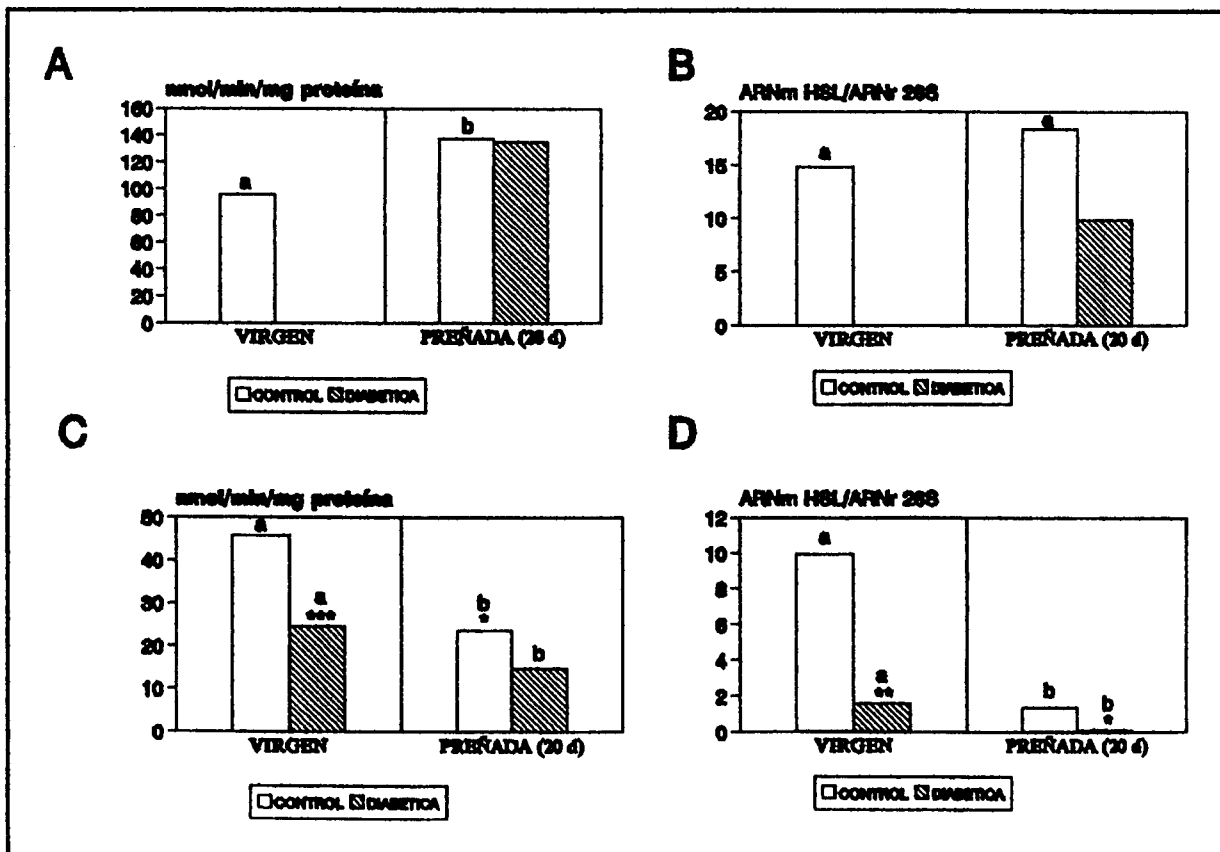 A
nmol/min/mg proteína
160
140
120
100
80
60
40
20
0
a
b
VIRGEN
PREÑADA (20 d)
CONTROL DIABETICA
B
ARNm HSL/ARNr 28S
20
15
10
5
0
a
a
VIRGEN
PREÑADA (20 d)
CONTROL DIABETICA
C
nmol/min/mg proteína
50
40
30
20
10
0
a
a
***
b
*
b
VIRGEN
PREÑADA (20 d)
CONTROL DIABETICA
D
ARNm HSL/ARNr 28S
12
10
8
6
4
2
0
a
a
**
b
b
*
VIRGEN
PREÑADA (20 d)
CONTROL DIABETICA